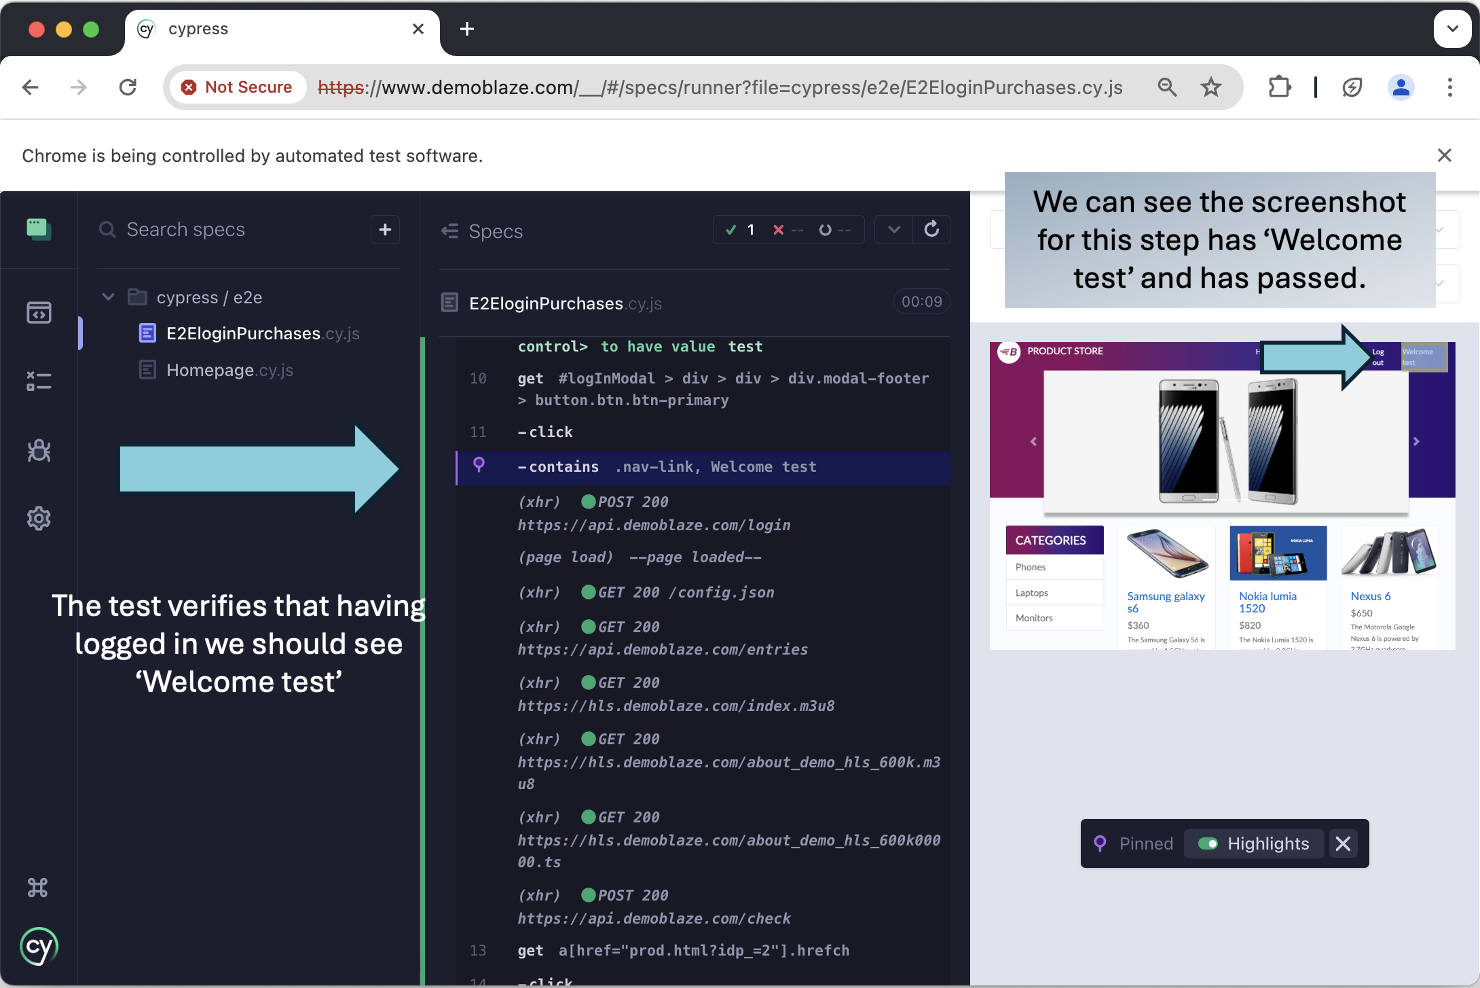 cypress
Not Secure
https://www.demoblaze.com/__/#/specs/runner?file=cypress/e2e/E2EloginPurchases.cy.js
Chrome is being controlled by automated test software.
We can see the screenshot
for this step has ‘Welcome
test’ and has passed.
Search specs
+
cypress / e2e
E2EloginPurchases.cy.js
Homepage.cy.js
The test verifies that having
logged in we should see
‘Welcome test’
cy
Specs
1 -- --
E2EloginPurchases.cy.js 00:09
control> to have value test
10 get #logInModal > div > div > div.modal-footer
> button.btn.btn-primary
11 -click
-contains .nav-link, Welcome test
(xhr) POST 200
https://api.demoblaze.com/login
(page load) --page loaded--
(xhr) GET 200 /config.json
(xhr) GET 200
https://api.demoblaze.com/entries
(xhr) GET 200
https://hls.demoblaze.com/index.m3u8
(xhr) GET 200
https://hls.demoblaze.com/about_demo_hls_600k.m3
u8
(xhr) GET 200
https://hls.demoblaze.com/about_demo_hls_600k000
00.ts
(xhr) POST 200
https://api.demoblaze.com/check
13 get a[href="prod.html?idp_=2"].hrefch
14 -click
PRODUCT STORE
Log
out
Welcome
test
CATEGORIES
Phones
Laptops
Monitors
Samsung galaxy
s6
$360
The Samsung Galaxy S6 is
NOKIA LUMIA
Nokia lumia
1520
$820
The Nokia Lumia 1520 is
Nexus 6
$650
The Motorola Google
Nexus 6 is powered by
Pinned
Highlights